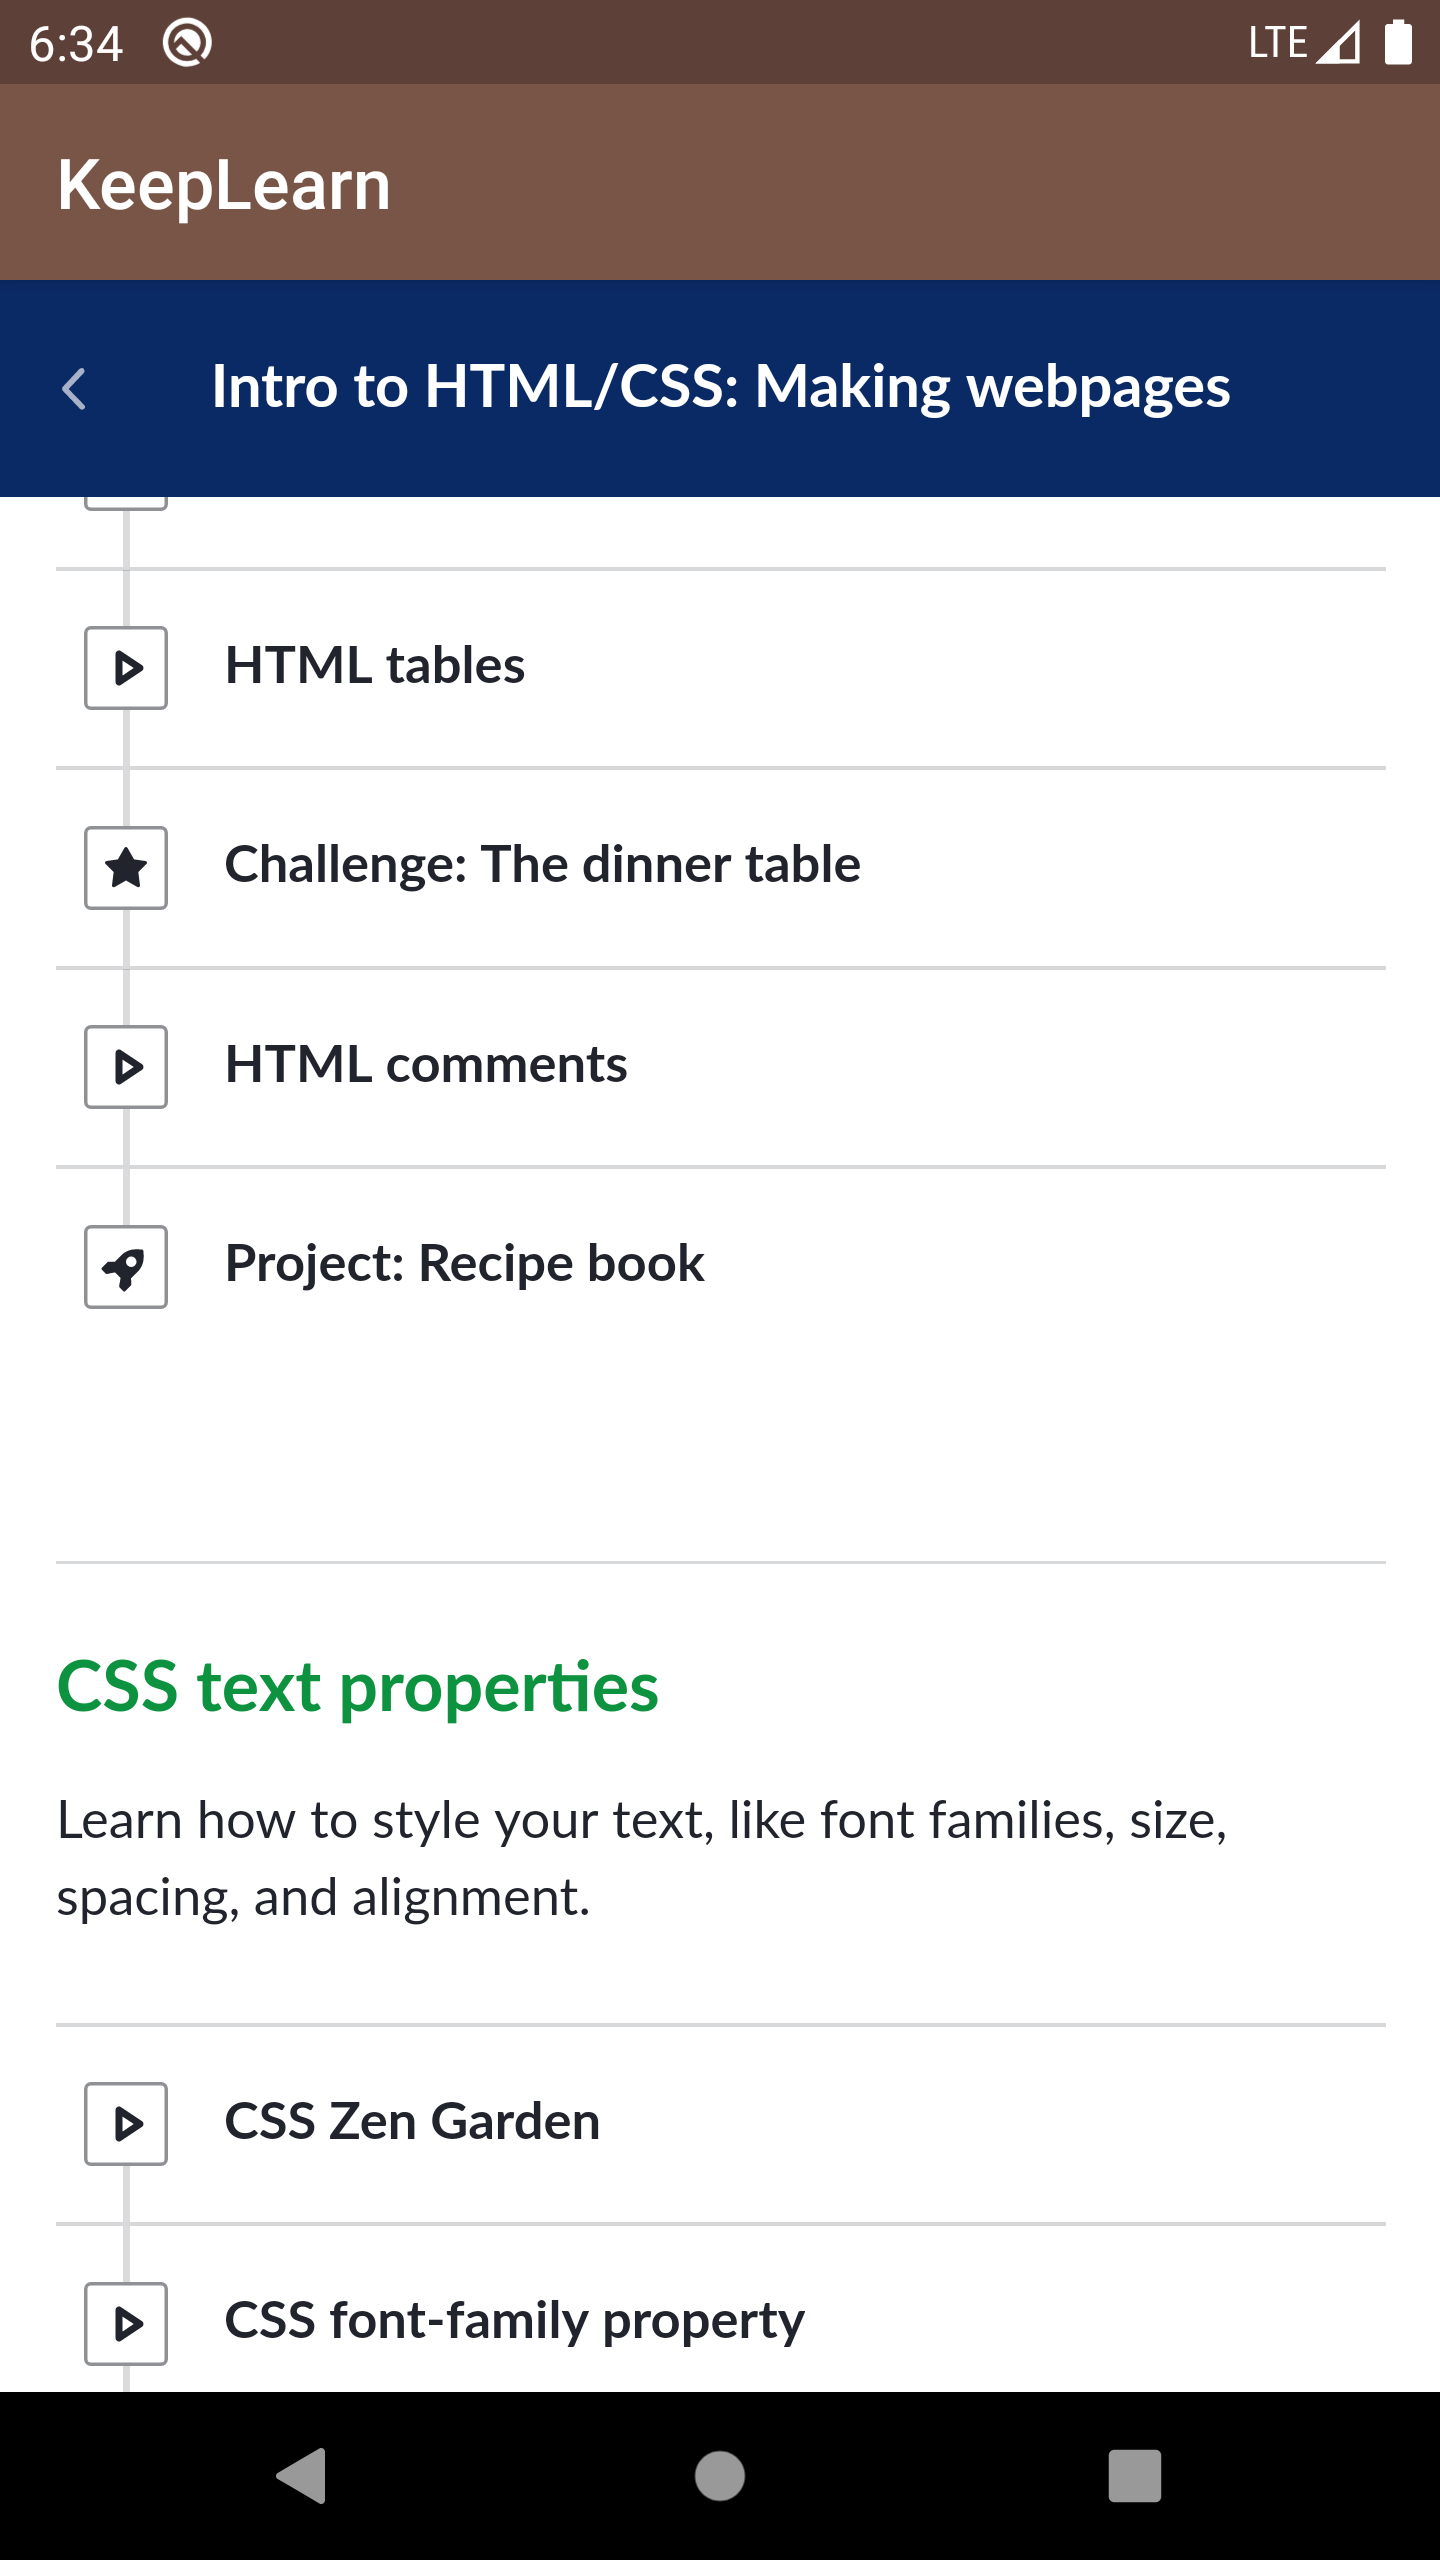 6:34
LTE
KeepLearn
Intro to HTML/CSS: Making webpages
HTML tables
Challenge: The dinner table
HTML comments
Project: Recipe book
CSS text properties
Learn how to style your text, like font families, size,
spacing, and alignment.
CSS Zen Garden
CSS font-family property